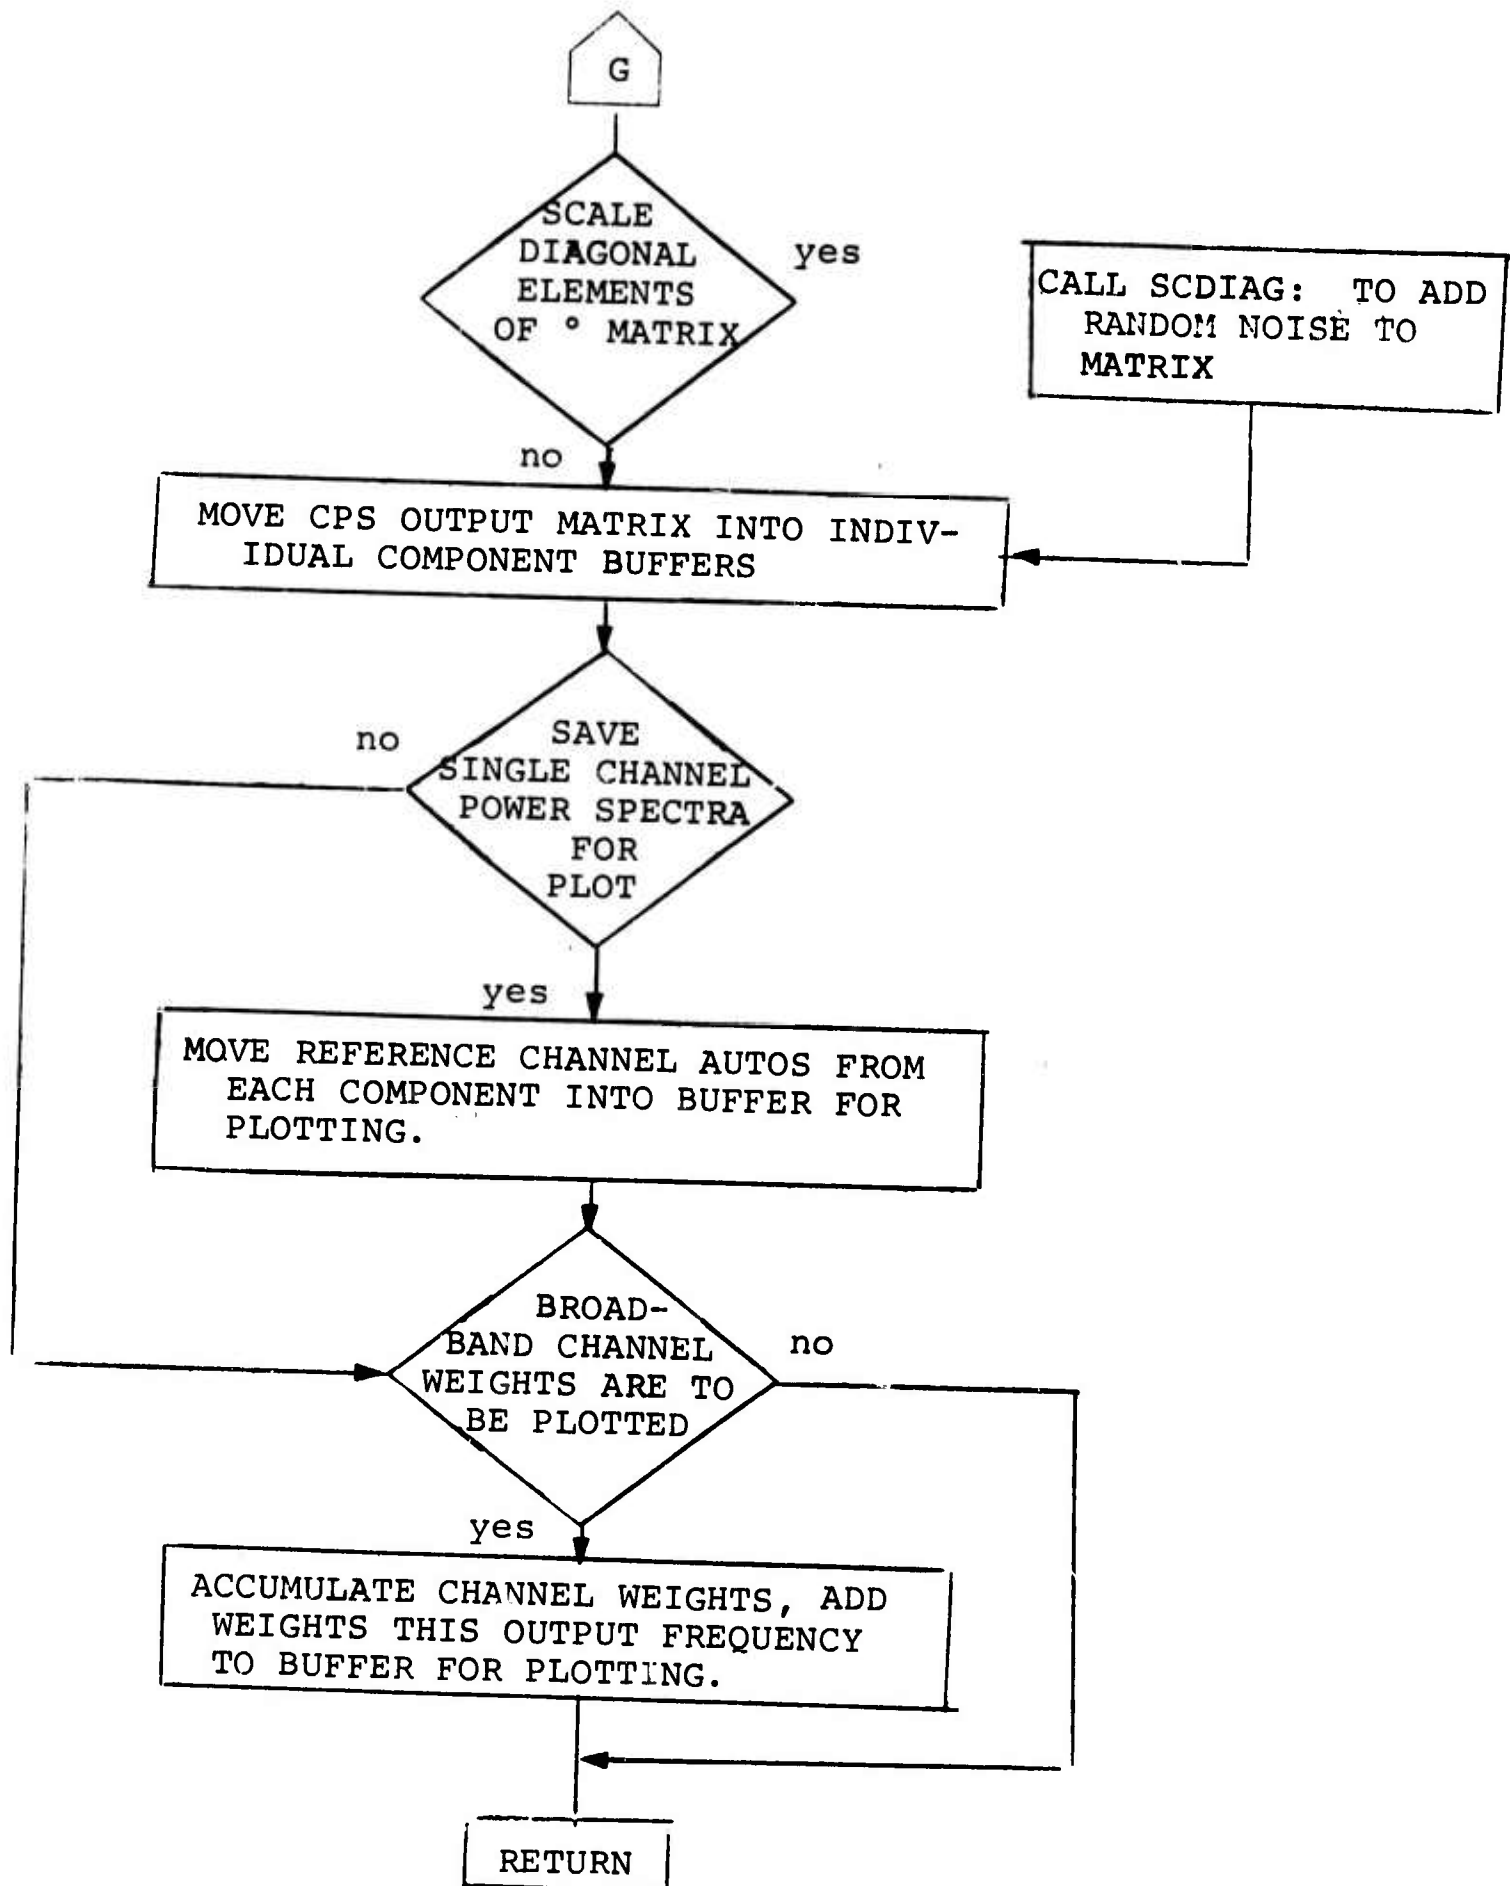 G
SCALE
DIAGONAL
ELEMENTS
OF ° MATRIX
yes
CALL SCDIAG: TO ADD
RANDOM NOISE TO
MATRIX
no
MOVE CPS OUTPUT MATRIX INTO INDIV-
IDUAL COMPONENT BUFFERS
no
SAVE
SINGLE CHANNEL
POWER SPECTRA
FOR
PLOT
yes
MOVE REFERENCE CHANNEL AUTOS FROM
EACH COMPONENT INTO BUFFER FOR
PLOTTING.
BROAD-
BAND CHANNEL
WEIGHTS ARE TO
BE PLOTTED
no
yes
ACCUMULATE CHANNEL WEIGHTS, ADD
WEIGHTS THIS OUTPUT FREQUENCY
TO BUFFER FOR PLOTTING.
RETURN